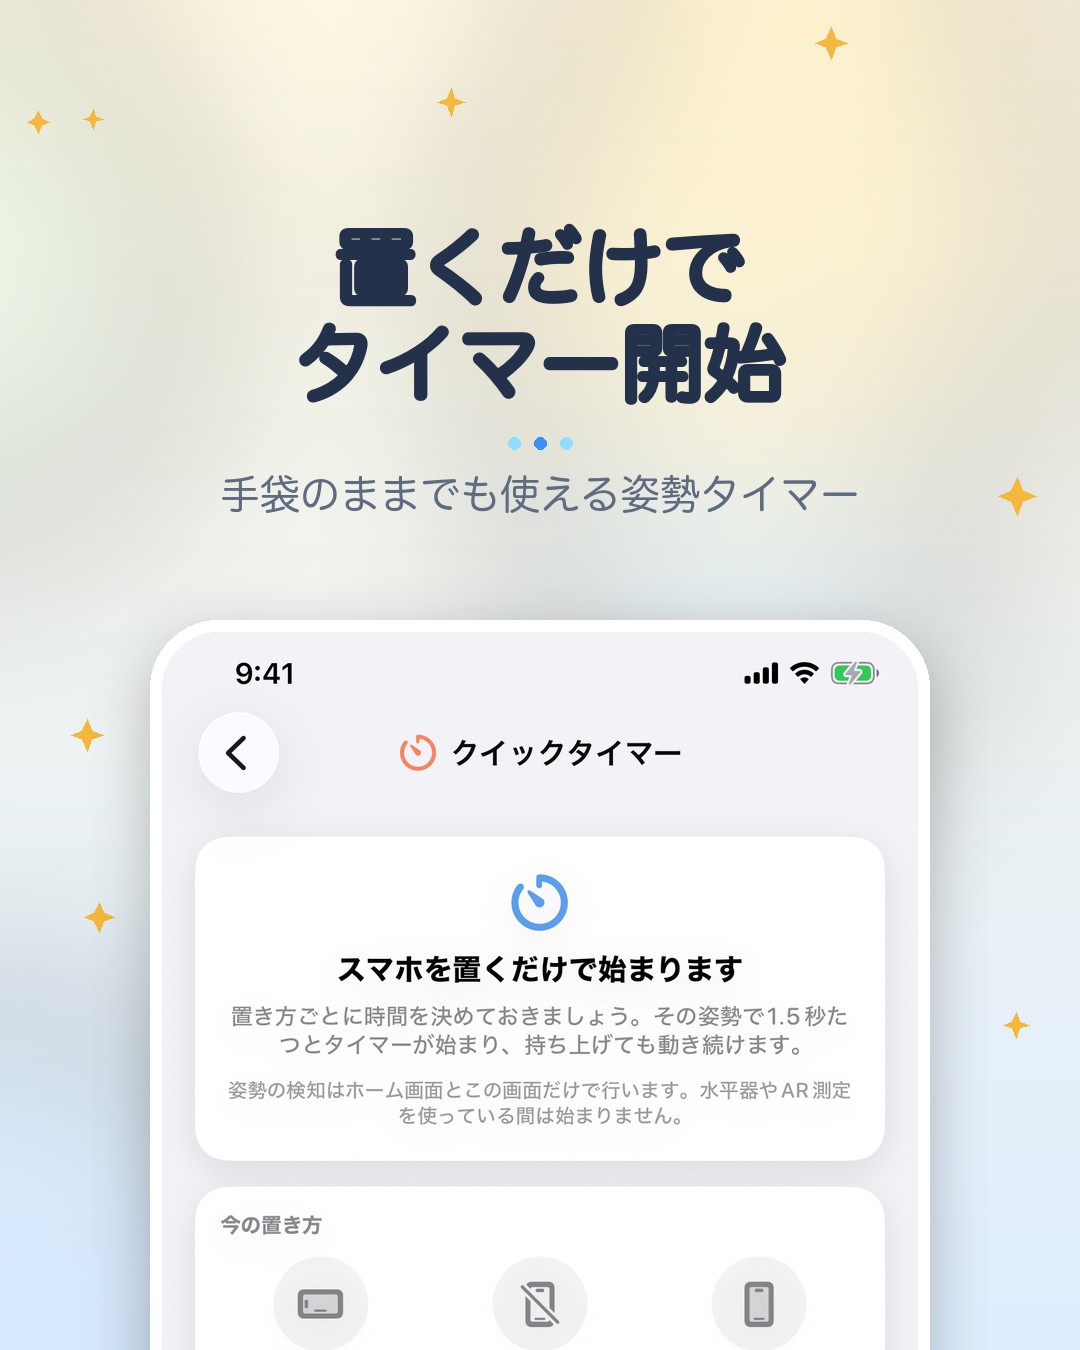 置くだけで
タイマー開始
手袋のままでも使える姿勢タイマー
9:41
クイックタイマー
スマホを置くだけで始まります
置き方ごとに時間を決めておきましょう。その姿勢で1.5秒た
つとタイマーが始まり、持ち上げても動き続けます。
姿勢の検知はホーム画面とこの画面だけで行います。水平器やAR測定
を使っている間は始まりません。
今の置き方